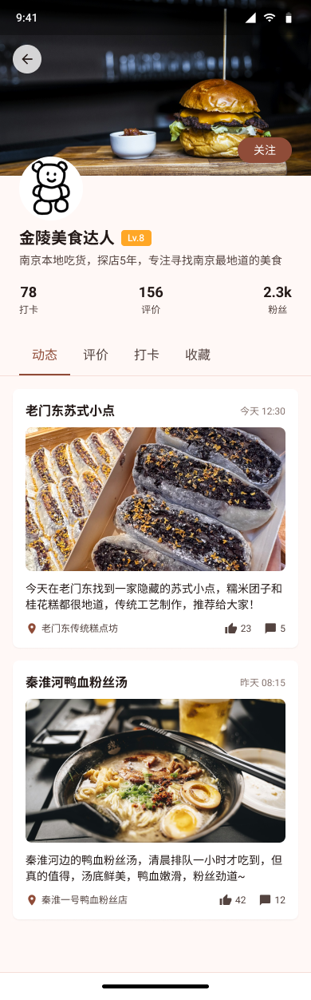 9:41
关注
金陵美食达人 Lv.8
南京本地吃货，探店5年，专注寻找南京最地道的美食
78 156 2.3k
打卡 评价 粉丝
动态 评价 打卡 收藏
老门东苏式小点 今天 12:30
今天在老门东找到一家隐藏的苏式小点，糯米团子和
桂花糕都很地道，传统工艺制作，推荐给大家！
老门东传统糕点坊 23 5
秦淮河鸭血粉丝汤 昨天 08:15
秦淮河边的鸭血粉丝汤，清晨排队一小时才吃到，但
真的值得，汤底鲜美，鸭血嫩滑，粉丝劲道~
秦淮一号鸭血粉丝店 42 12